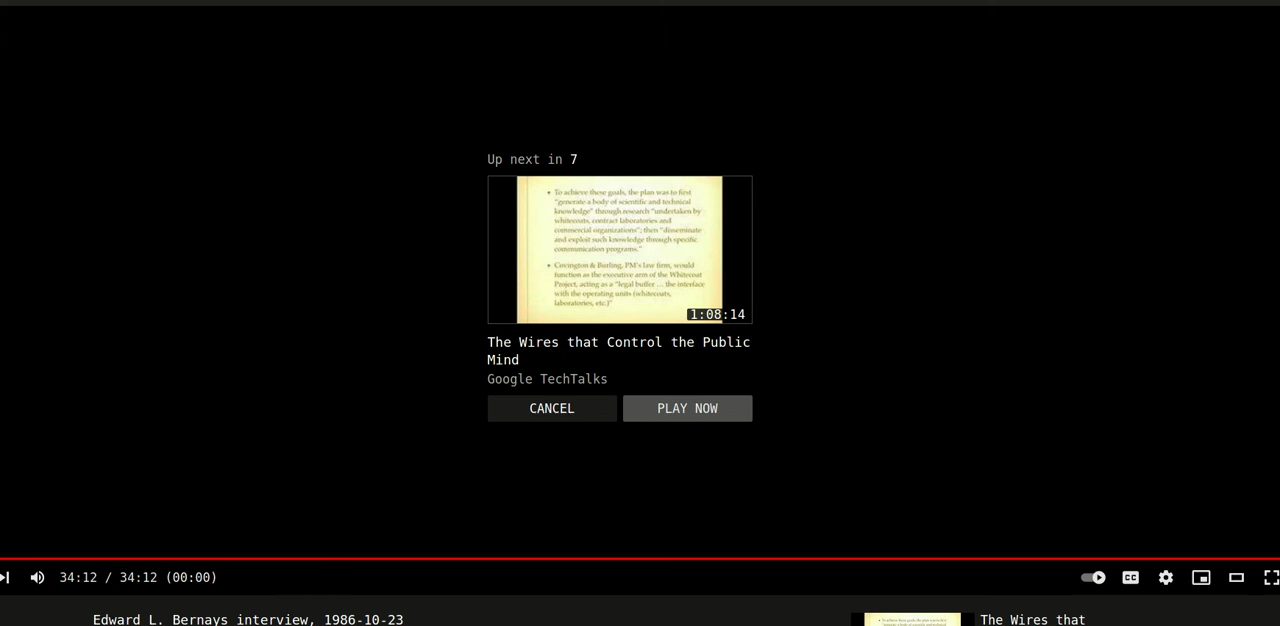 Up next in 7
• To achieve these goals, the plan was to first
"generate a body of scientific and technical
knowledge" through research "undertaken by
whitecoats, contract laboratories and
commercial organizations"; then "disseminate
and exploit such knowledge through specific
communication programs."
• Covington & Burling, PM's law firm, would
function as the executive arm of the Whitecoat
Project, acting as a "legal buffer ... the interface
with the operating units (whitecoats,
laboratories, etc.)"
1:08:14
The Wires that Control the Public
Mind
Google TechTalks
CANCEL PLAY NOW
34:12 / 34:12 (00:00)
CC
Edward L. Bernays interview, 1986-10-23
The Wires that